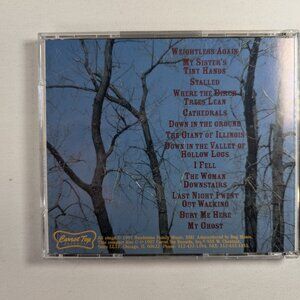 Weightless Again
My Sister's
Tiny Hands
Stalled
Where the Birch
Trees Lean
Cathedrals
Down in the Ground
The Giant of Illinois
Down in the Valley of
Hollow Logs
I Fell
The Woman
Downstairs
Last Night I Went
Out Walking
Bury Me Here
My Ghost
Carrot Top